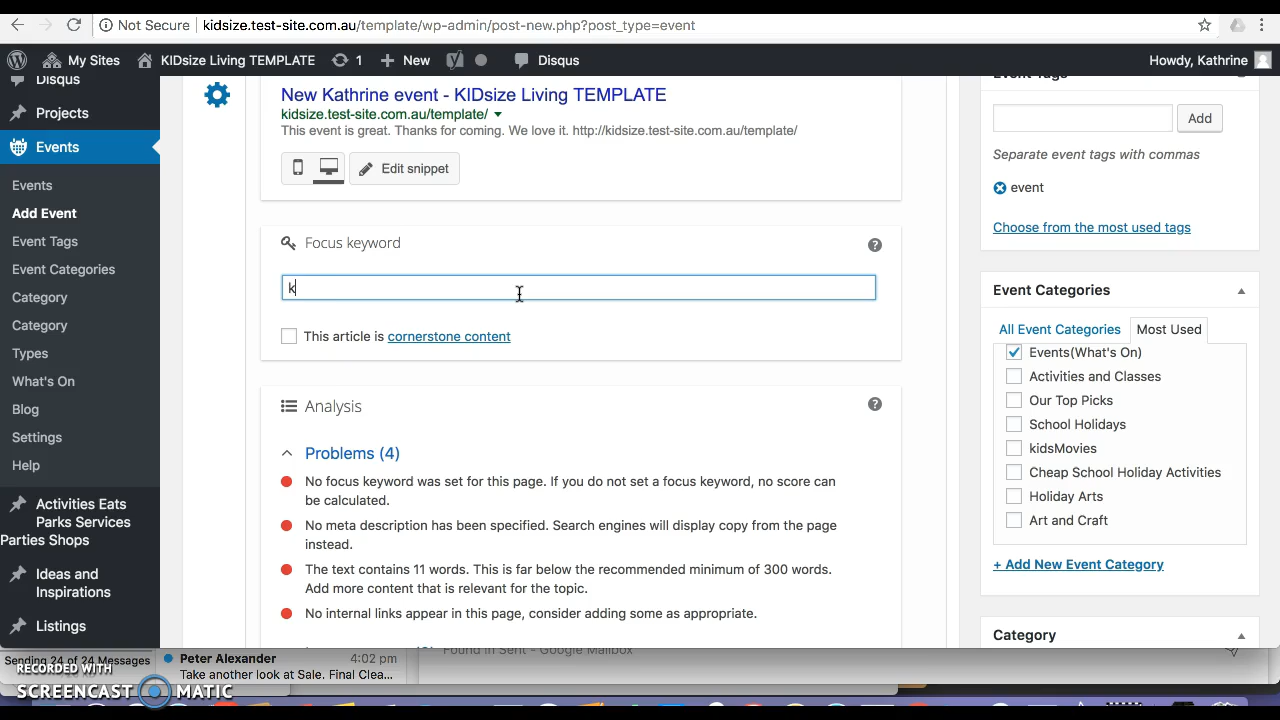 Not Secure kidsize.test-site.com.au/template/wp-admin/post-new.php?post_type=event
My Sites KIDsize Living TEMPLATE 1 New Disqus Howdy, Kathrine
Disqus
Projects
Events
Events
Add Event
Event Tags
Event Categories
Category
Category
Types
What's On
Blog
Settings
Help
Activities Eats
Parks Services
Parties Shops
Ideas and
Inspirations
Listings
New Kathrine event - KIDsize Living TEMPLATE
kidsize.test-site.com.au/template/
This event is great. Thanks for coming. We love it. http://kidsize.test-site.com.au/template/
Edit snippet
Focus keyword
k
This article is cornerstone content
Analysis
Problems (4)
No focus keyword was set for this page. If you do not set a focus keyword, no score can
be calculated.
No meta description has been specified. Search engines will display copy from the page
instead.
The text contains 11 words. This is far below the recommended minimum of 300 words.
Add more content that is relevant for the topic.
No internal links appear in this page, consider adding some as appropriate.
Event Tags
Add
Separate event tags with commas
event
Choose from the most used tags
Event Categories
All Event Categories Most Used
Events(What's On)
Activities and Classes
Our Top Picks
School Holidays
kidsMovies
Cheap School Holiday Activities
Holiday Arts
Art and Craft
+ Add New Event Category
Category
Sending 24 of 24 Messages
Peter Alexander 4:02 pm
Take another look at Sale. Final Clea...
Found in Sent - Google Mailbox
RECORDED WITH
SCREENCAST MATIC